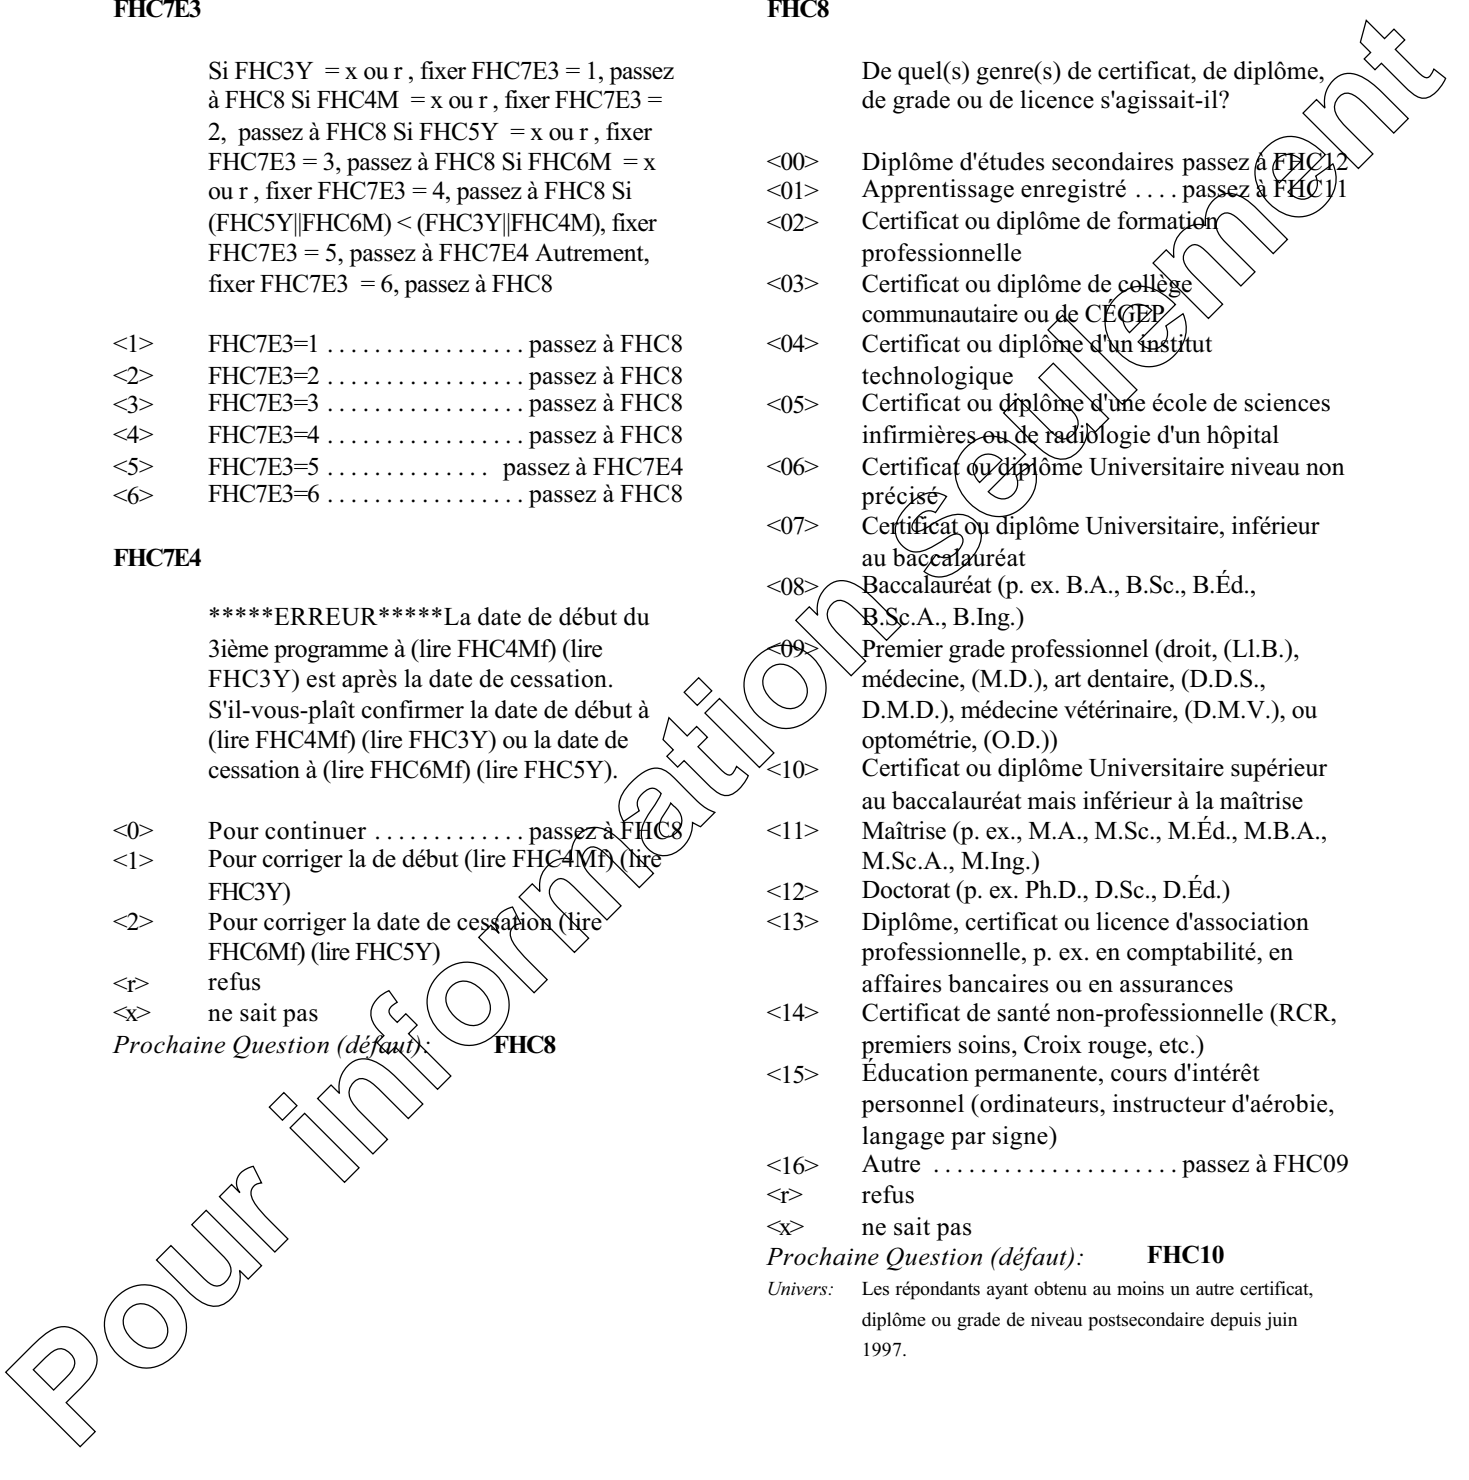 FHC7E3
Si FHC3Y = x ou r , fixer FHC7E3 = 1, passez
à FHC8 Si FHC4M = x ou r , fixer FHC7E3 =
2, passez à FHC8 Si FHC5Y = x ou r , fixer
FHC7E3 = 3, passez à FHC8 Si FHC6M = x
ou r , fixer FHC7E3 = 4, passez à FHC8 Si
(FHC5Y||FHC6M) < (FHC3Y||FHC4M), fixer
FHC7E3 = 5, passez à FHC7E4 Autrement,
fixer FHC7E3 = 6, passez à FHC8
<1> FHC7E3=1 . . . . . . . . . . . . . . . . . passez à FHC8
<2> FHC7E3=2 . . . . . . . . . . . . . . . . . passez à FHC8
<3> FHC7E3=3 . . . . . . . . . . . . . . . . . passez à FHC8
<4> FHC7E3=4 . . . . . . . . . . . . . . . . . passez à FHC8
<5> FHC7E3=5 . . . . . . . . . . . . . . passez à FHC7E4
<6> FHC7E3=6 . . . . . . . . . . . . . . . . . passez à FHC8
FHC7E4
*****ERREUR*****La date de début du
3ième programme à (lire FHC4Mf) (lire
FHC3Y) est après la date de cessation.
S'il-vous-plaît confirmer la date de début à
(lire FHC4Mf) (lire FHC3Y) ou la date de
cessation à (lire FHC6Mf) (lire FHC5Y).
<0> Pour continuer . . . . . . . . . . . . . passez à FHC8
<1> Pour corriger la de début (lire FHC4Mf) (lire
FHC3Y)
<2> Pour corriger la date de cessation (lire
FHC6Mf) (lire FHC5Y)
<r> refus
<x> ne sait pas
Prochaine Question (défaut): FHC8
FHC8
De quel(s) genre(s) de certificat, de diplôme,
de grade ou de licence s'agissait-il?
<00> Diplôme d'études secondaires passez à FHC12
<01> Apprentissage enregistré . . . . passez à FHC11
<02> Certificat ou diplôme de formation
professionnelle
<03> Certificat ou diplôme de collège
communautaire ou de CÉGEP
<04> Certificat ou diplôme d'un institut
technologique
<05> Certificat ou diplôme d'une école de sciences
infirmières ou de radiologie d'un hôpital
<06> Certificat ou diplôme Universitaire niveau non
précisé
<07> Certificat ou diplôme Universitaire, inférieur
au baccalauréat
<08> Baccalauréat (p. ex. B.A., B.Sc., B.Éd.,
B.Sc.A., B.Ing.)
<09> Premier grade professionnel (droit, (Ll.B.),
médecine, (M.D.), art dentaire, (D.D.S.,
D.M.D.), médecine vétérinaire, (D.M.V.), ou
optométrie, (O.D.))
<10> Certificat ou diplôme Universitaire supérieur
au baccalauréat mais inférieur à la maîtrise
<11> Maîtrise (p. ex., M.A., M.Sc., M.Éd., M.B.A.,
M.Sc.A., M.Ing.)
<12> Doctorat (p. ex. Ph.D., D.Sc., D.Éd.)
<13> Diplôme, certificat ou licence d'association
professionnelle, p. ex. en comptabilité, en
affaires bancaires ou en assurances
<14> Certificat de santé non-professionnelle (RCR,
premiers soins, Croix rouge, etc.)
<15> Éducation permanente, cours d'intérêt
personnel (ordinateurs, instructeur d'aérobie,
langage par signe)
<16> Autre . . . . . . . . . . . . . . . . . . . . . passez à FHC09
<r> refus
<x> ne sait pas
Prochaine Question (défaut): FHC10
Univers: Les répondants ayant obtenu au moins un autre certificat,
diplôme ou grade de niveau postsecondaire depuis juin
1997.
Pour information seulement